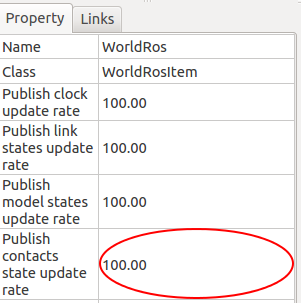 Property Links
Name WorldRos
Class WorldRosItem
Publish clock
update rate 100.00
Publish link
states update 100.00
rate
Publish
model states 100.00
update rate
Publish
contacts
state update 100.00
rate